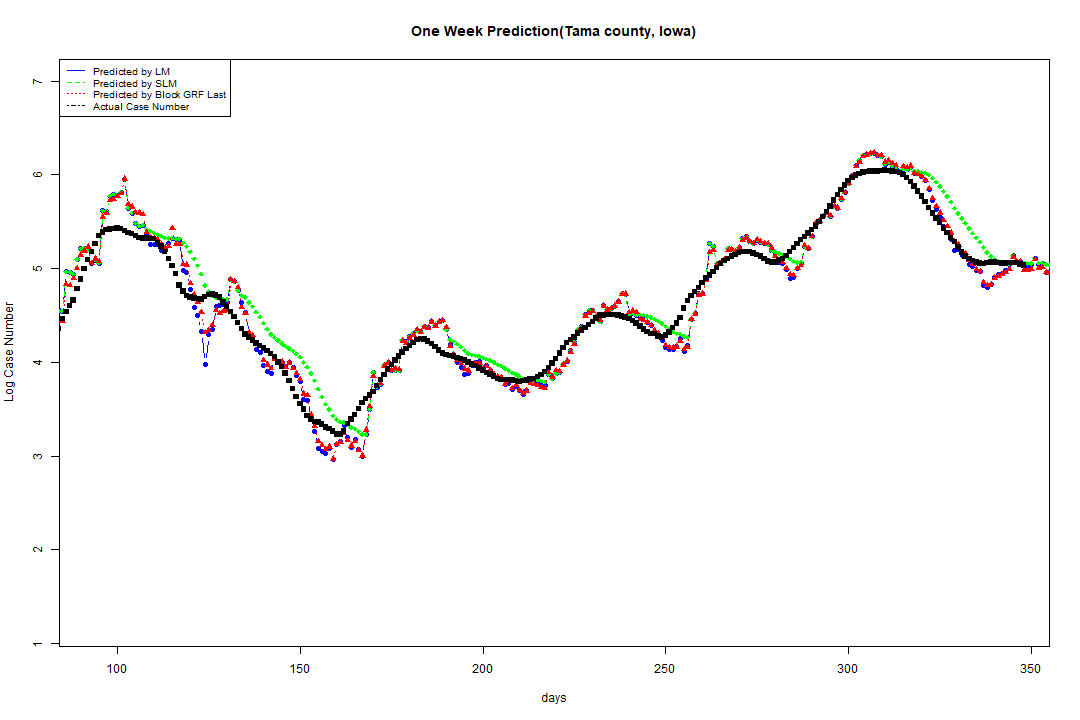 One Week Prediction(Tama county, Iowa)
Predicted by LM
Predicted by SLM
Predicted by Block GRF Last
Actual Case Number
7
6
5
4
3
2
1
Log Case Number
100 150 200 250 300 350
days